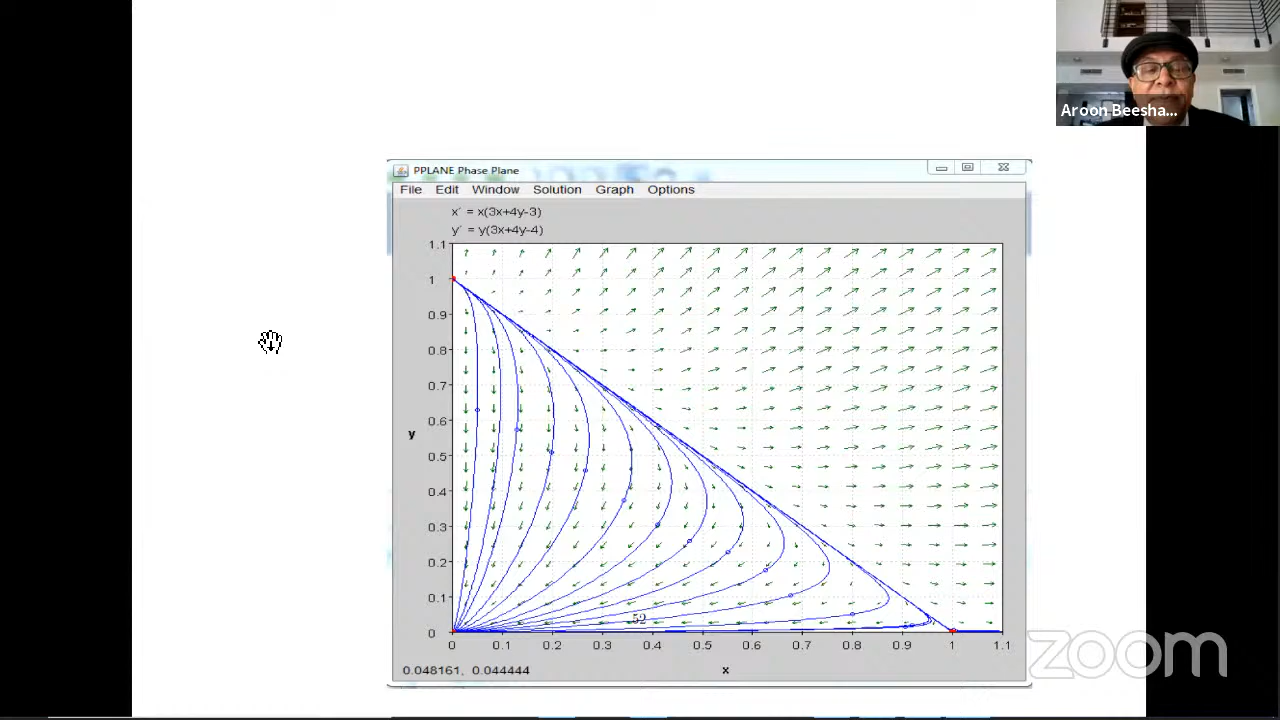 Aroon Beesha...
PPLANE Phase Plane
File Edit Window Solution Graph Options
x´ = x(3x+4y-3)
y´ = y(3x+4y-4)
1.1
1
0.9
0.8
0.7
0.6
0.5
0.4
0.3
0.2
0.1
0
y
59
0 0.1 0.2 0.3 0.4 0.5 0.6 0.7 0.8 0.9 1 1.1
x
0.048161, 0.044444
zoom